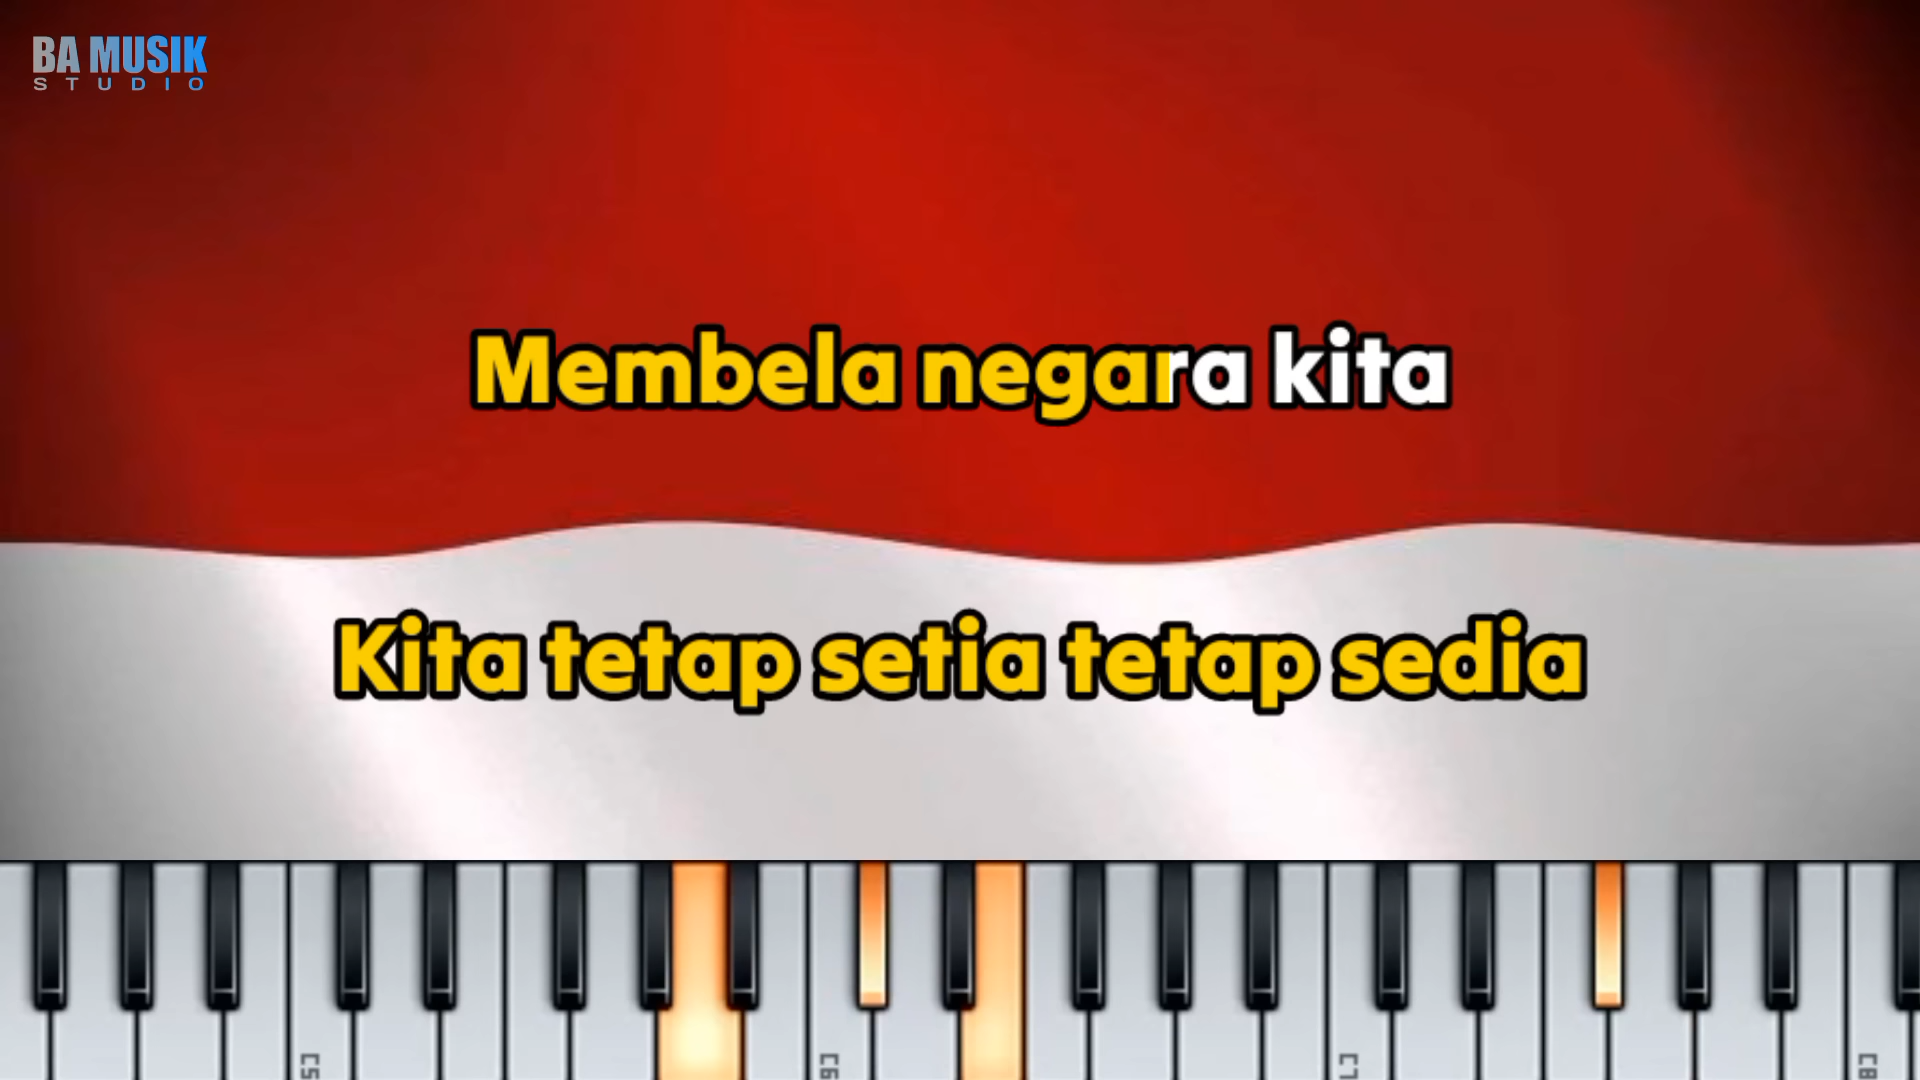 BA MUSIK
STUDIO
Membela negara kita
Kita tetap setia tetap sedia
C5
C6
C7
C8